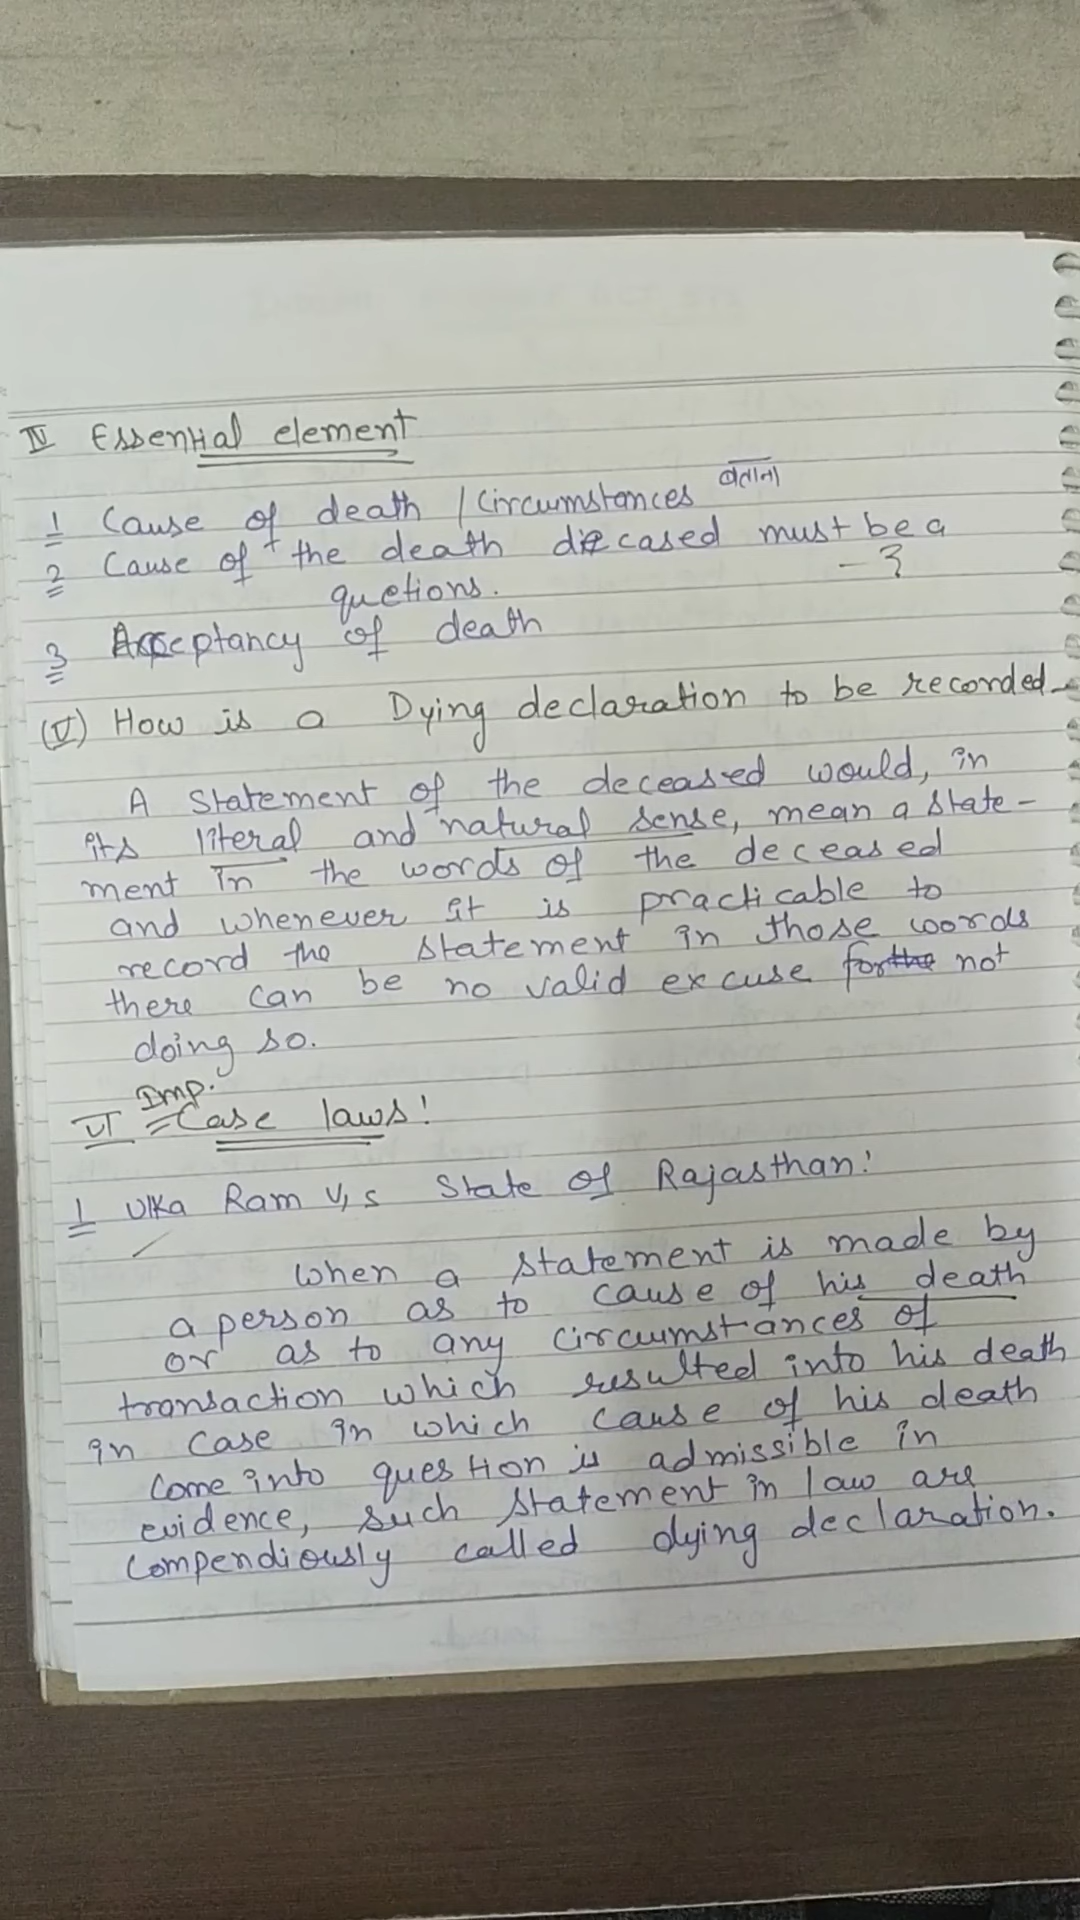 IV Essential element
1 Cause of death / Circumstances बताना
2 Cause of the death dicased must be a
- ?
quetions.
3 Acceptancy of death
(V) How is a Dying declaration to be recorded-
A statement of the deceased would, in
its literal and natural sense, mean a state-
ment in the words of the deceased
and whenever it is practicable to
record the statement in those words
there can be no valid excuse for the not
doing so.
Imp.
VI Case laws!
1 Ulka Ram V,s State of Rajasthan!
When a statement is made by
a person as to cause of his death
or as to any circumstances of
transaction which resulted into his death
in case in which cause of his death
come into question is admissible in
evidence, such statement in law are
compendiously called dying declaration.